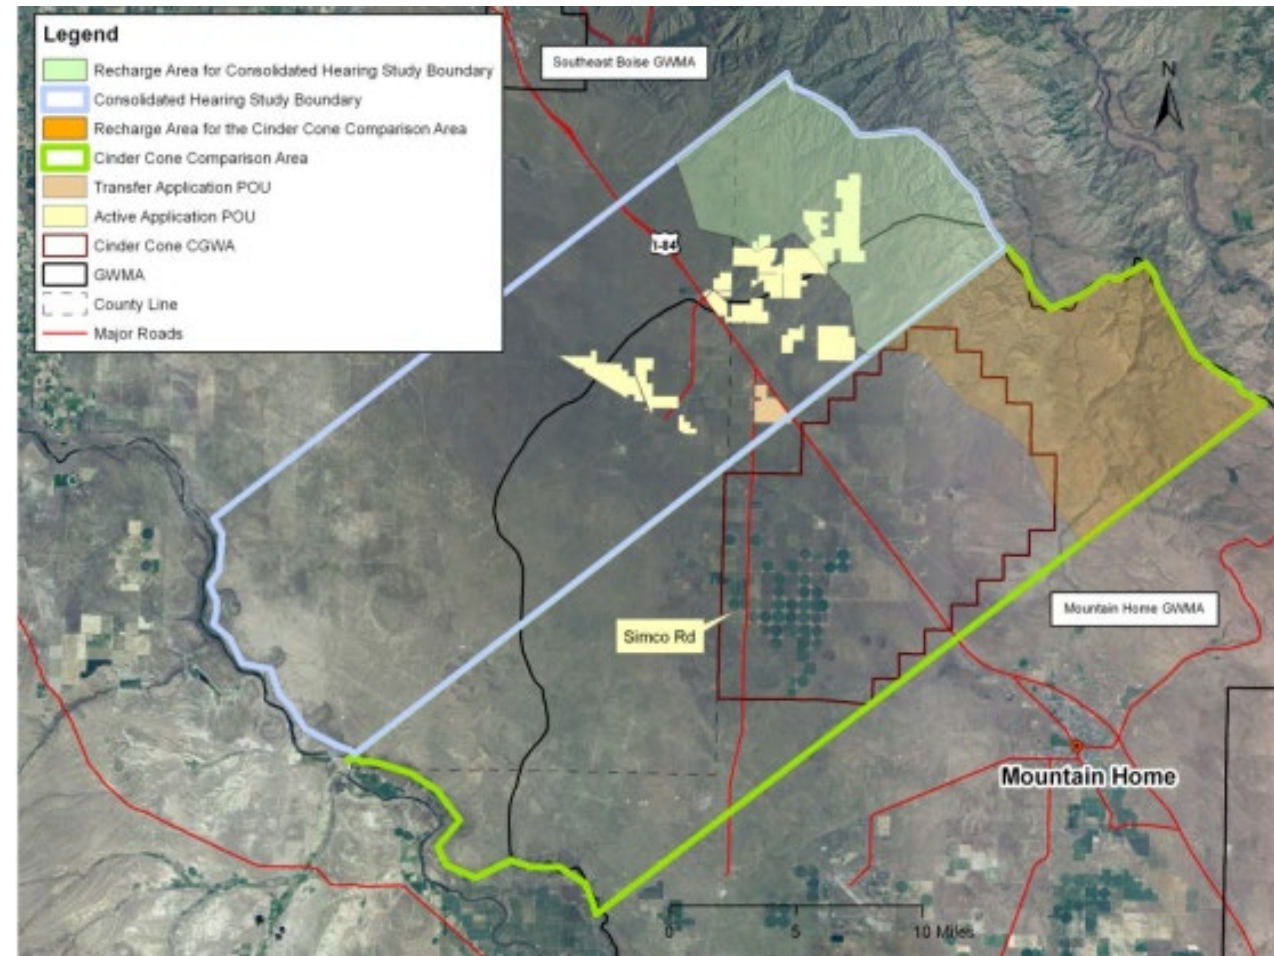 Legend
Recharge Area for Consolidated Hearing Study Boundary
Consolidated Hearing Study Boundary
Recharge Area for the Cinder Cone Comparison Area
Cinder Cone Comparison Area
Transfer Application POU
Active Application POU
Cinder Cone CGWA
GWMA
County Line
Major Roads
Southeast Boise GWMA
N
I-84
Simco Rd
Mountain Home GWMA
Mountain Home
0 5 10 Miles